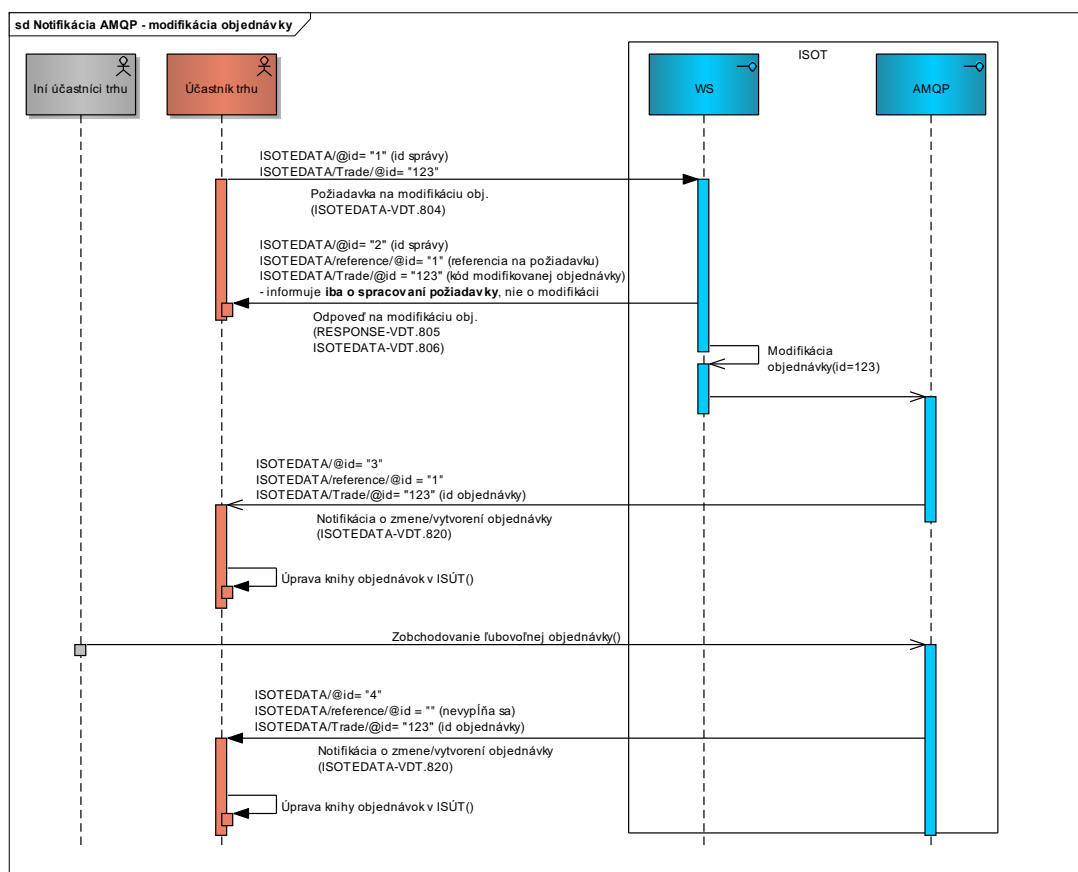 sd Notifikácia AMQP - modifikácia objednávky
ISOT
Iní účastníci trhu
Účastník trhu
WS
AMQP
ISOTEDATA/@id= "1" (id správy)
ISOTEDATA/Trade/@id= "123"
Požiadavka na modifikáciu obj.
(ISOTEDATA-VDT.804)
ISOTEDATA/@id= "2" (id správy)
ISOTEDATA/reference/@id= "1" (referencia na požiadavku)
ISOTEDATA/Trade/@id = "123" (kód modifikovanej objednávky)
- informuje iba o spracovaní požiadavky, nie o modifikácii
Odpoveď na modifikáciu obj.
(RESPONSE-VDT.805
ISOTEDATA-VDT.806)
Modifikácia
objednávky(id=123)
ISOTEDATA/@id= "3"
ISOTEDATA/reference/@id = "1"
ISOTEDATA/Trade/@id= "123" (id objednávky)
Notifikácia o zmene/vytvorení objednávky
(ISOTEDATA-VDT.820)
Úprava knihy objednávok v ISÚT()
Zobchodovanie ľubovoľnej objednávky()
ISOTEDATA/@id= "4"
ISOTEDATA/reference/@id = "" (nevypĺňa sa)
ISOTEDATA/Trade/@id= "123" (id objednávky)
Notifikácia o zmene/vytvorení objednávky
(ISOTEDATA-VDT.820)
Úprava knihy objednávok v ISÚT()